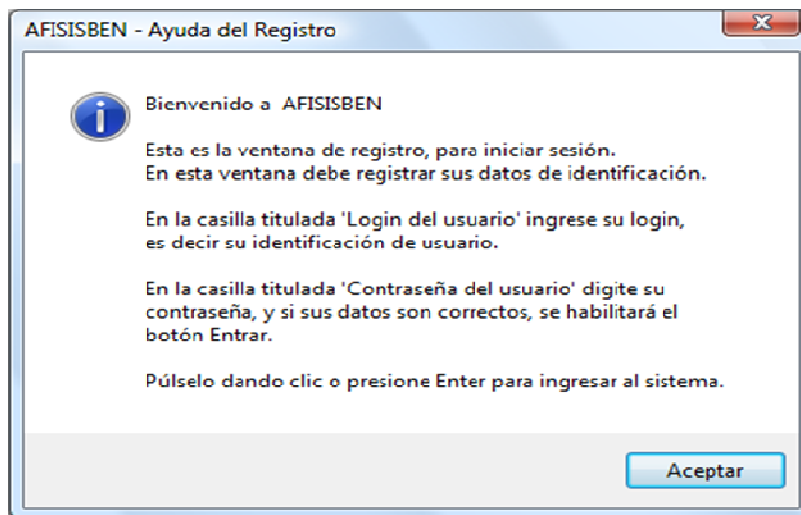 AFISISBEN - Ayuda del Registro
Bienvenido a AFISISBEN
Esta es la ventana de registro, para iniciar sesión.
En esta ventana debe registrar sus datos de identificación.
En la casilla titulada 'Login del usuario' ingrese su login,
es decir su identificación de usuario.
En la casilla titulada 'Contraseña del usuario' digite su
contraseña, y si sus datos son correctos, se habilitará el
botón Entrar.
Púlselo dando clic o presione Enter para ingresar al sistema.
Aceptar